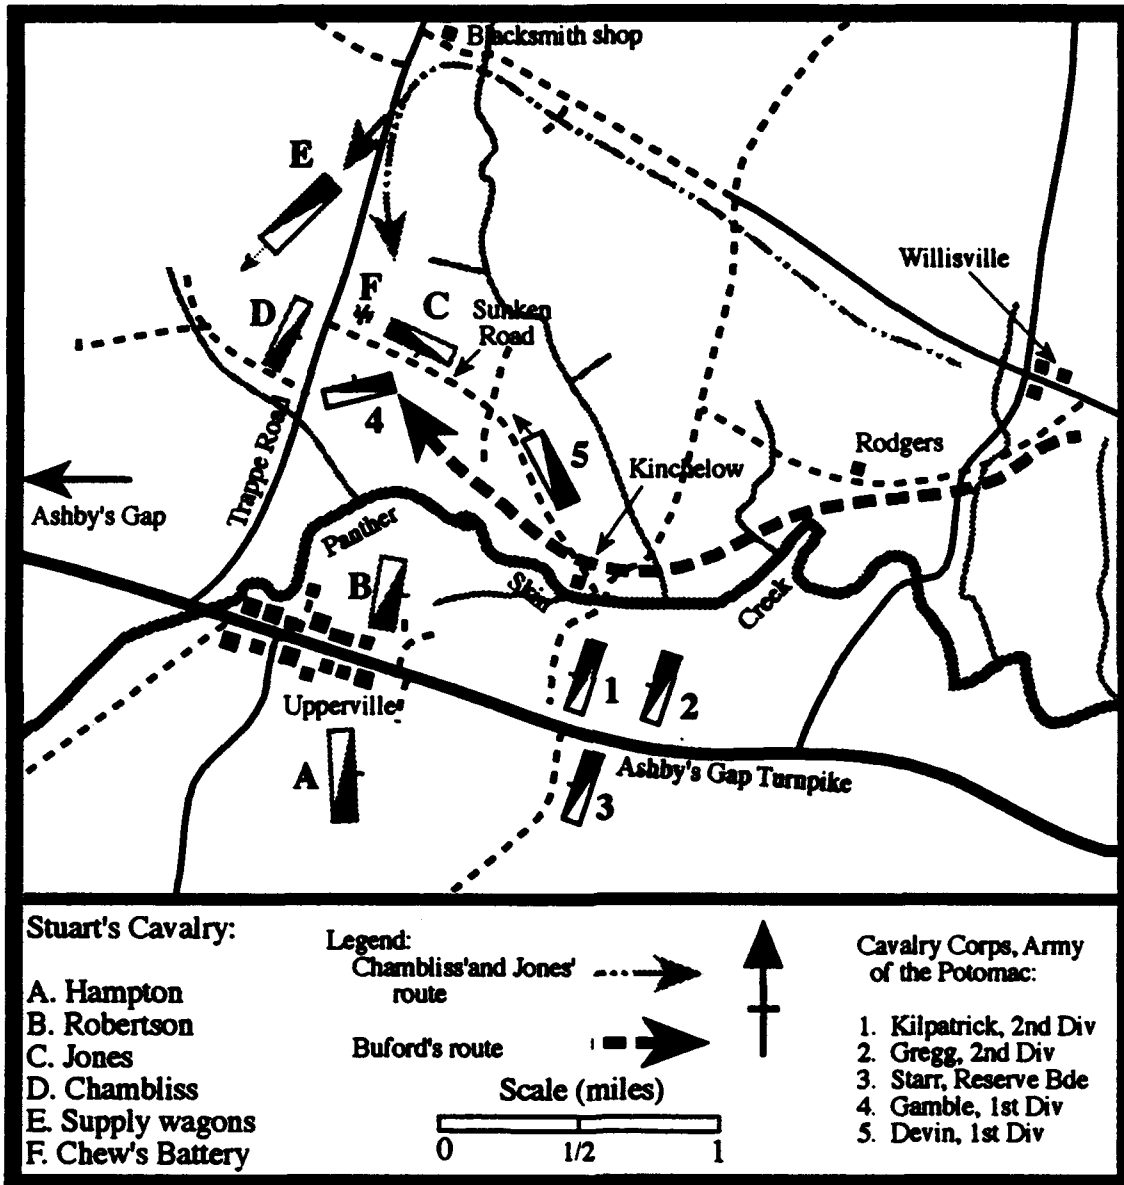 Blacksmith shop
E
Willisville
F
C
D
Sunken
Road
4
5
Kinchelow
Rodgers
Trappe Road
Ashby's Gap
Panther
Skin
Creek
B
1
2
Upperville
A
3
Ashby's Gap Turnpike
Stuart's Cavalry:
A. Hampton
B. Robertson
C. Jones
D. Chambliss
E. Supply wagons
F. Chew's Battery
Legend:
Chambliss'and Jones'
route
Buford's route
Scale (miles)
0 1/2 1
Cavalry Corps, Army
of the Potomac:
1. Kilpatrick, 2nd Div
2. Gregg, 2nd Div
3. Starr, Reserve Bde
4. Gamble, 1st Div
5. Devin, 1st Div